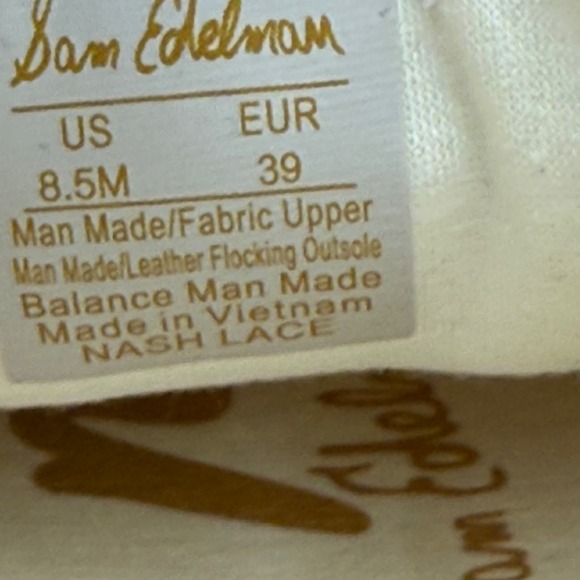 Sam Edelman
US EUR
8.5M 39
Man Made/Fabric Upper
Man Made/Leather Flocking Outsole
Balance Man Made
Made in Vietnam
NASH LACE